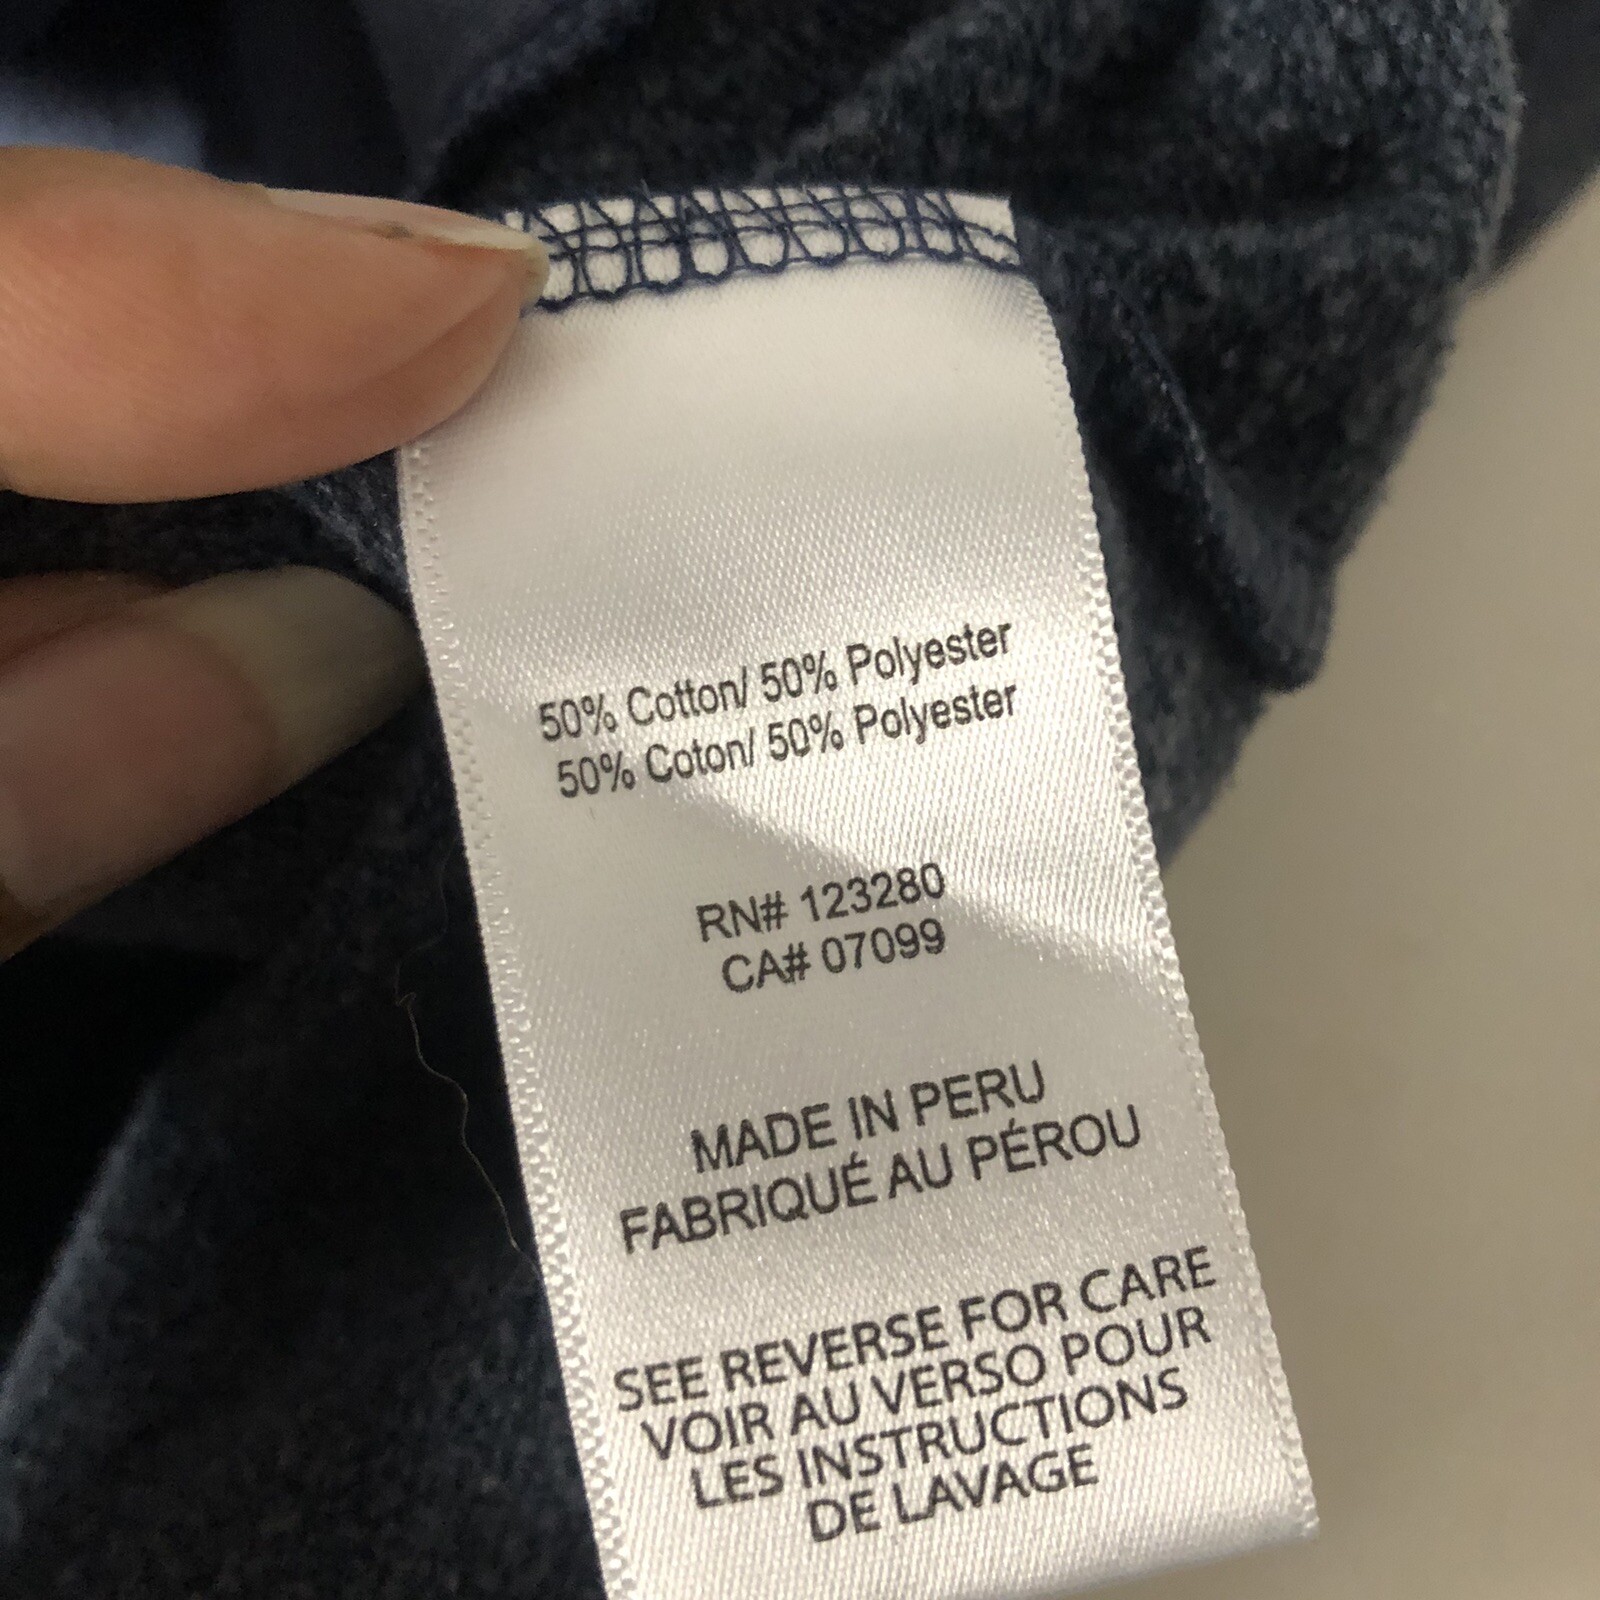 50% Cotton/ 50% Polyester
50% Coton/ 50% Polyester
RN# 123280
CA# 07099
MADE IN PERU
FABRIQUÉ AU PÉROU
SEE REVERSE FOR CARE
VOIR AU VERSO POUR
LES INSTRUCTIONS
DE LAVAGE